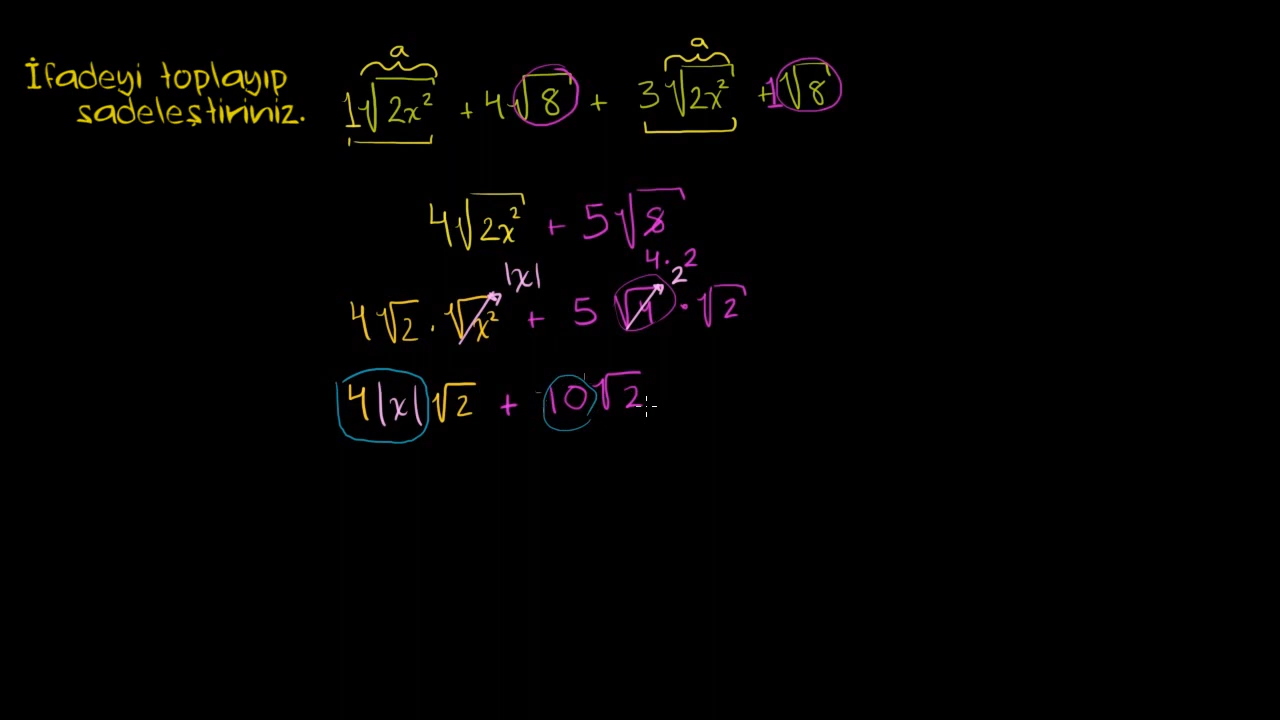 İfadeyi toplayıp
sadeleştiriniz.
a a
1√2x² + 4√8 + 3√2x² + 1√8
4√2x² + 5√8
4·2
|x| 2
4√2·√x² + 5√4·√2
4|x|√2 + 10√2